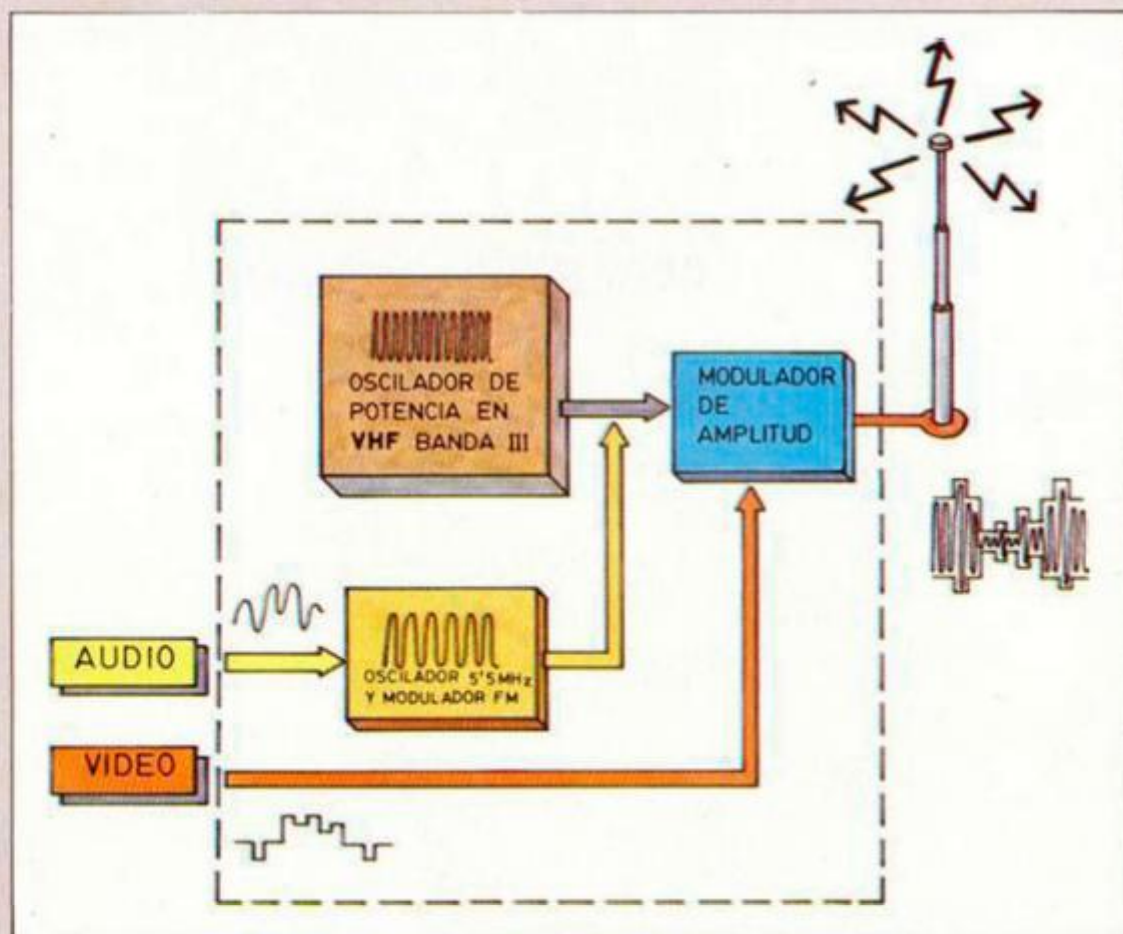 OSCILADOR DE
POTENCIA EN
VHF BANDA III
MODULADOR
DE
AMPLITUD
AUDIO
OSCILADOR 5'5 MHz
Y MODULADOR FM
VIDEO